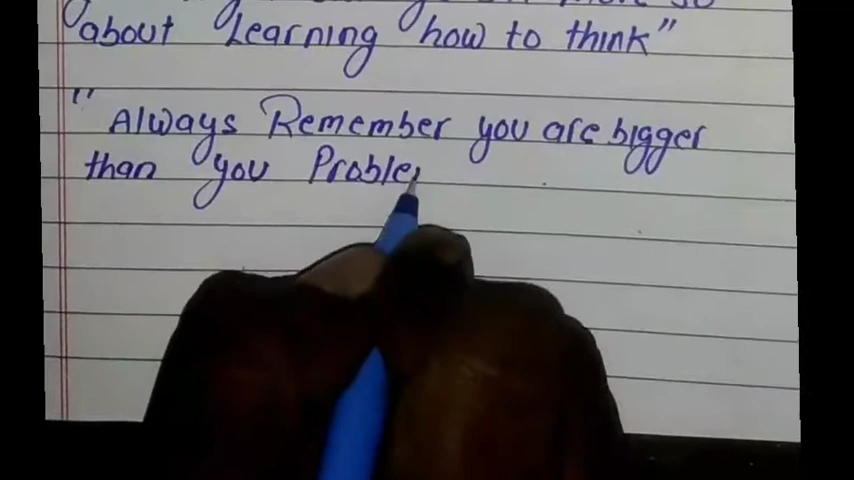 about Learning how to think"
"Always Remember you are bigger
than you Proble